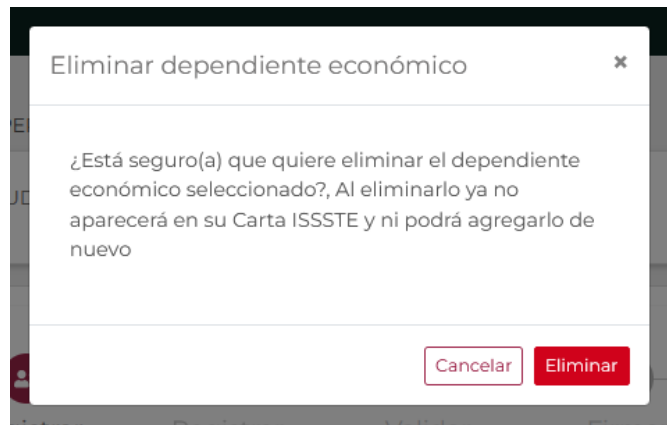 Eliminar dependiente económico
¿Está seguro(a) que quiere eliminar el dependiente
económico seleccionado?, Al eliminarlo ya no
aparecerá en su Carta ISSSTE y ni podrá agregarlo de
nuevo
Cancelar Eliminar